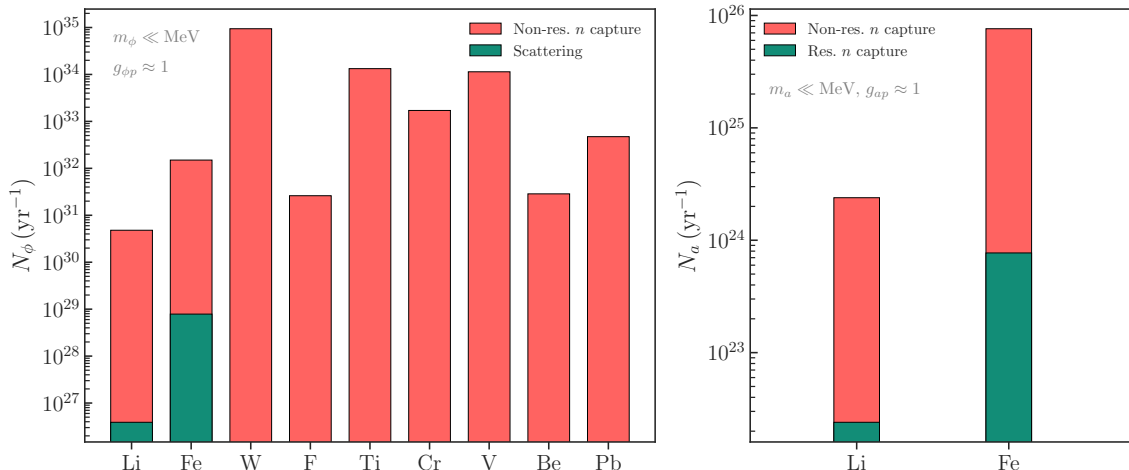 10^35
10^34
10^33
10^32
10^31
10^30
10^29
10^28
10^27
N_ϕ (yr^−1)
m_ϕ ≪ MeV
g_ϕp ≈ 1
Non-res. n capture
Scattering
Li Fe W F Ti Cr V Be Pb
10^26
10^25
10^24
10^23
N_a (yr^−1)
Non-res. n capture
Res. n capture
m_a ≪ MeV, g_ap ≈ 1
Li Fe